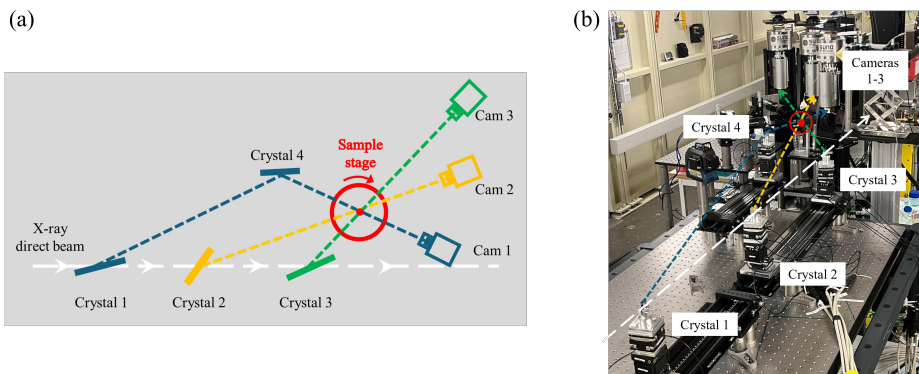 (a)
Cam 3
Crystal 4
Sample
stage
Cam 2
X-ray
direct beam
Cam 1
Crystal 1
Crystal 2
Crystal 3
(b)
Cameras
1-3
Crystal 4
Crystal 3
Crystal 2
Crystal 1